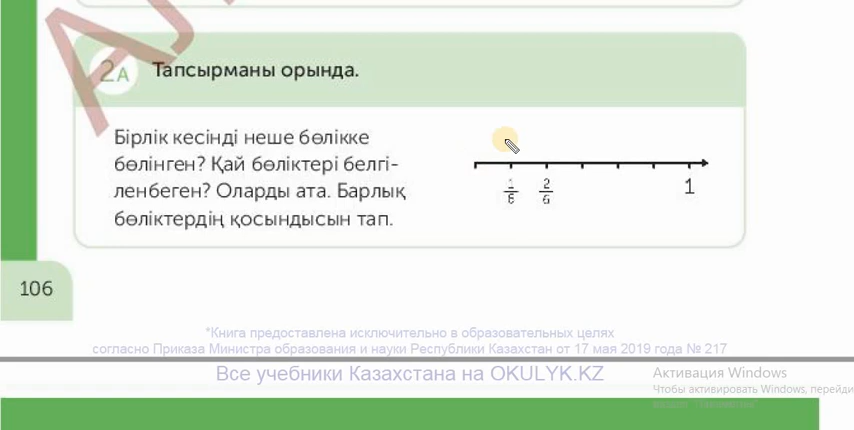 2А Тапсырманы орында.
Бірлік кесінді неше бөлікке
бөлінген? Қай бөліктері белгі-
ленбеген? Оларды ата. Барлық
бөліктердің қосындысын тап.
1/6 2/6 1
106
*Книга предоставлена исключительно в образовательных целях
согласно Приказа Министра образования и науки Республики Казахстан от 17 мая 2019 года № 217
Все учебники Казахстана на OKULYK.KZ
Активация Windows
Чтобы активировать Windows, перейди